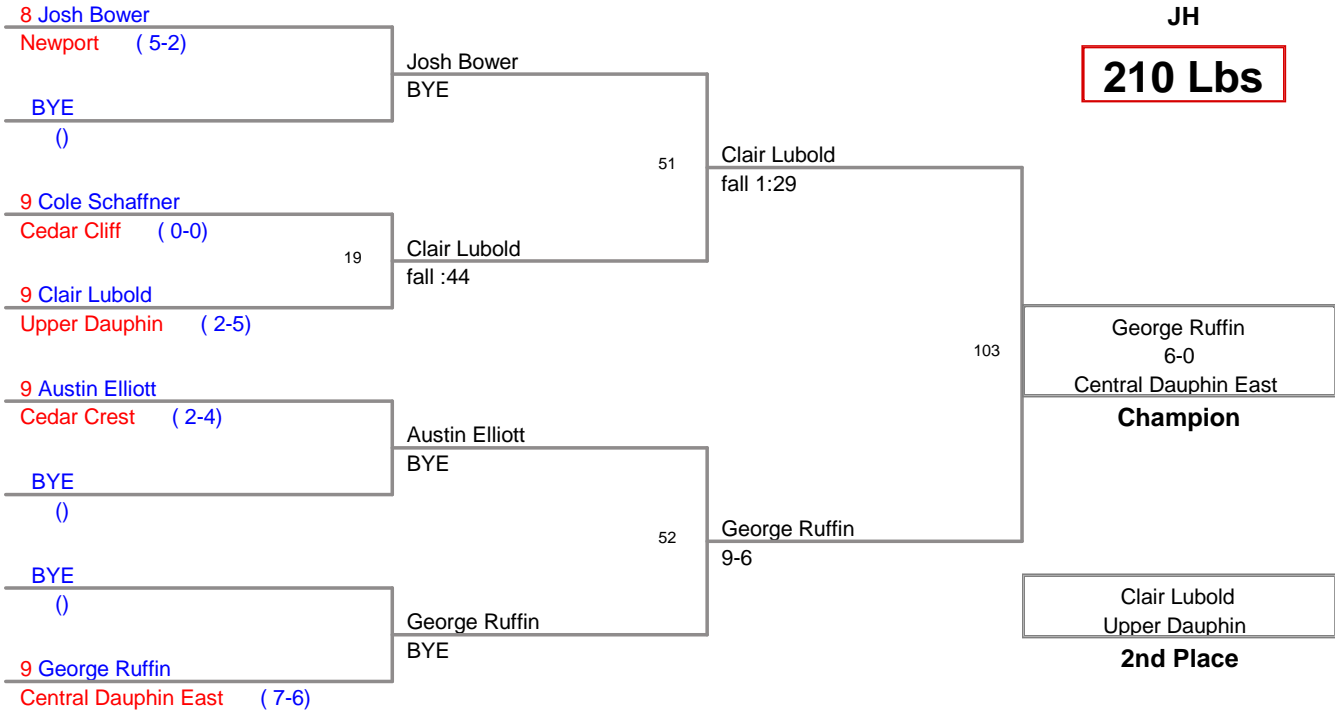 8 Josh Bower
Newport ( 5-2)
BYE
()
9 Cole Schaffner
Cedar Cliff ( 0-0)
9 Clair Lubold
Upper Dauphin ( 2-5)
9 Austin Elliott
Cedar Crest ( 2-4)
BYE
()
BYE
()
9 George Ruffin
Central Dauphin East ( 7-6)
Josh Bower
BYE
19
Clair Lubold
fall :44
Austin Elliott
BYE
George Ruffin
BYE
51
Clair Lubold
fall 1:29
52
George Ruffin
9-6
JH
210 Lbs
103
George Ruffin
6-0
Central Dauphin East
Champion
Clair Lubold
Upper Dauphin
2nd Place